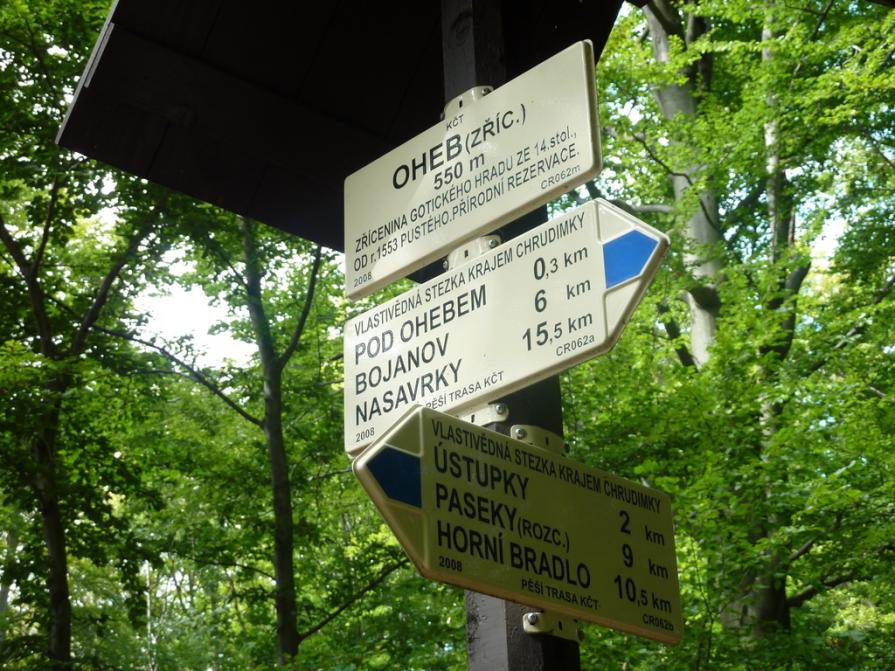 KČT
OHEB (ZŘÍC.)
550 m
ZŘÍCENINA GOTICKÉHO HRADU ZE 14.stol.,
OD r.1553 PUSTÉHO.PŘÍRODNÍ REZERVACE.
2008 CR062m
VLASTIVĚDNÁ STEZKA KRAJEM CHRUDIMKY
POD OHEBEM 0,3 km
BOJANOV 6 km
NASAVRKY 15,5 km
2008 PĚŠÍ TRASA KČT CR062a
VLASTIVĚDNÁ STEZKA KRAJEM CHRUDIMKY
ÚSTUPKY 2 km
PASEKY (ROZC.) 9 km
HORNÍ BRADLO 10,5 km
2008 PĚŠÍ TRASA KČT CR062b